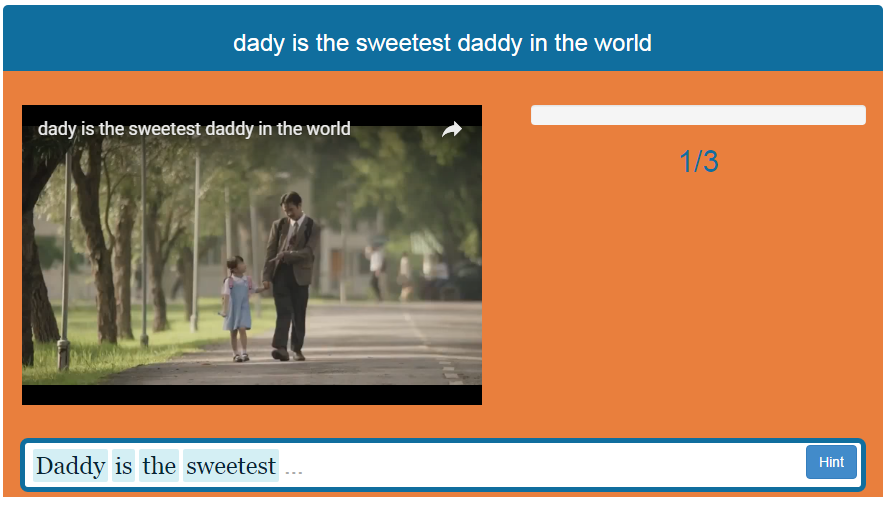 dady is the sweetest daddy in the world
dady is the sweetest daddy in the world
1/3
Daddy is the sweetest ...
Hint